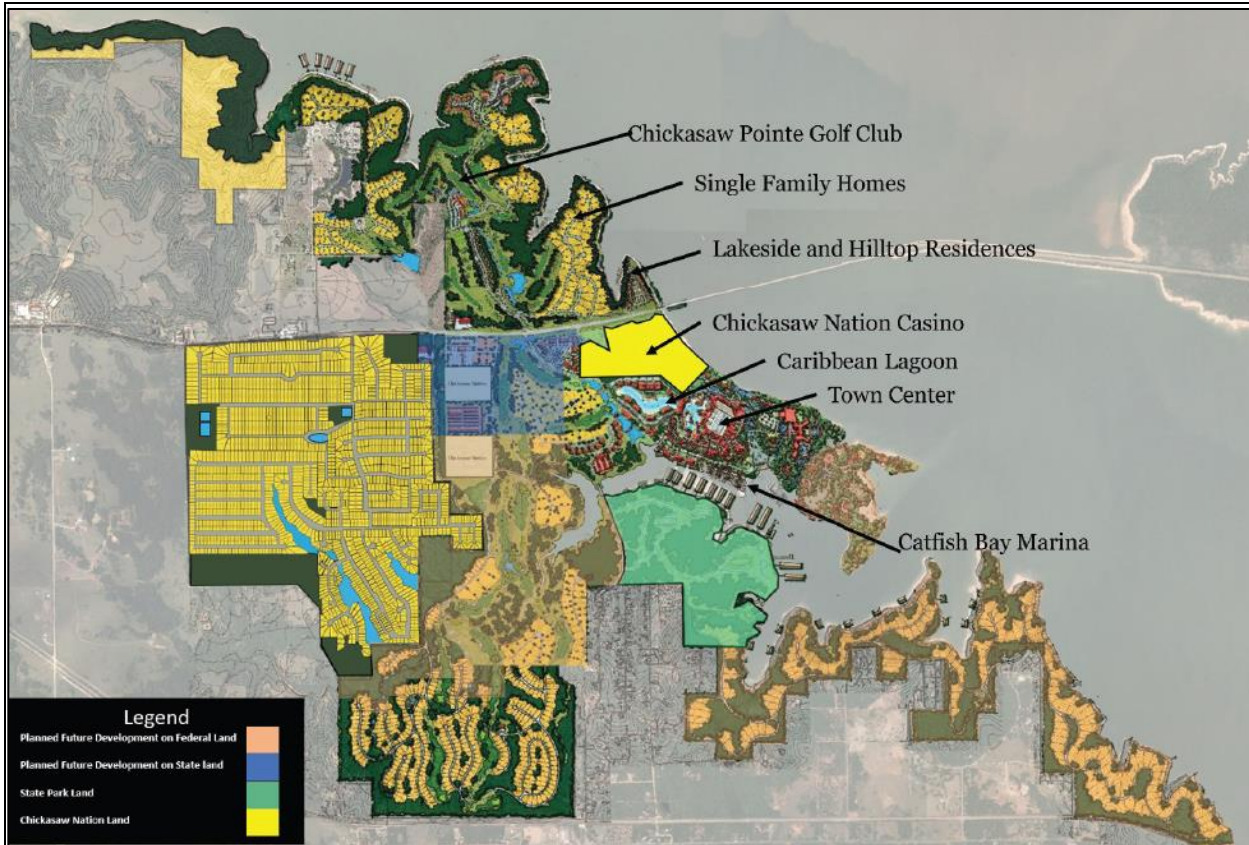 Chickasaw Pointe Golf Club
Single Family Homes
Lakeside and Hilltop Residences
Chickasaw Nation Casino
Caribbean Lagoon
Town Center
Catfish Bay Marina
Legend
Planned Future Development on Federal Land
Planned Future Development on State land
State Park Land
Chickasaw Nation Land